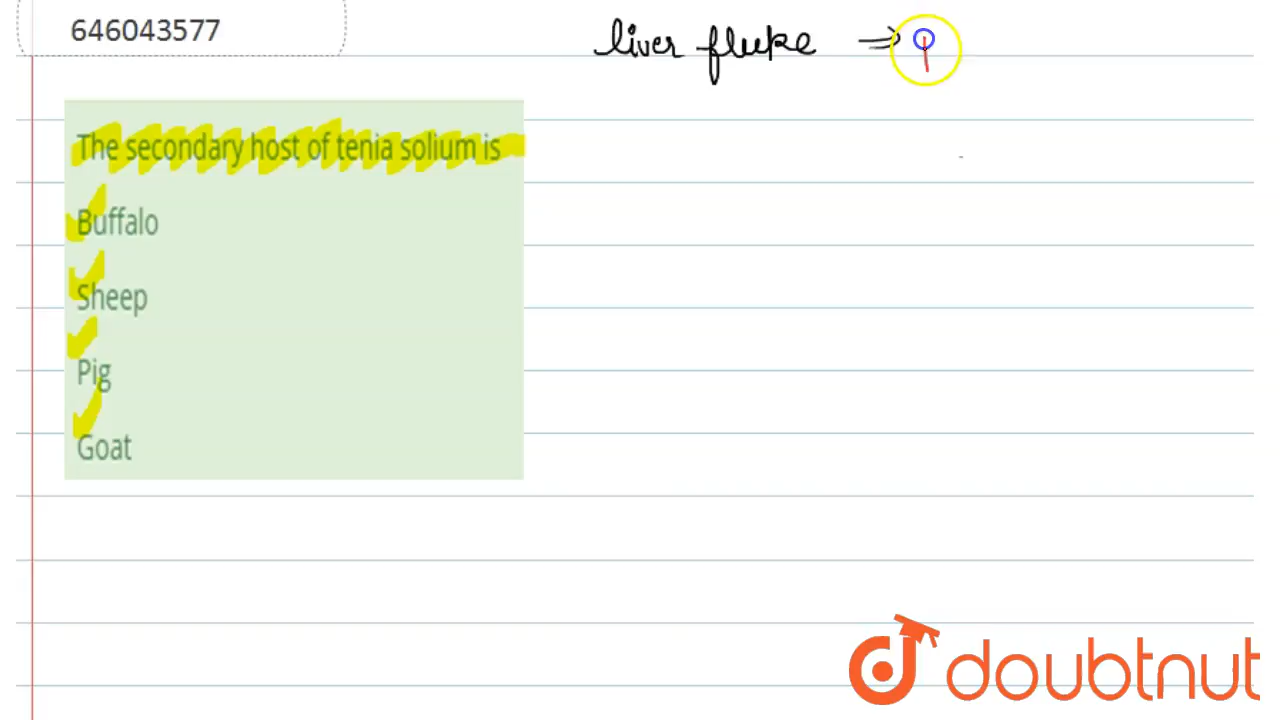 646043577
liver fluke ⇒
The secondary host of tenia solium is
Buffalo
Sheep
Pig
Goat
doubtnut